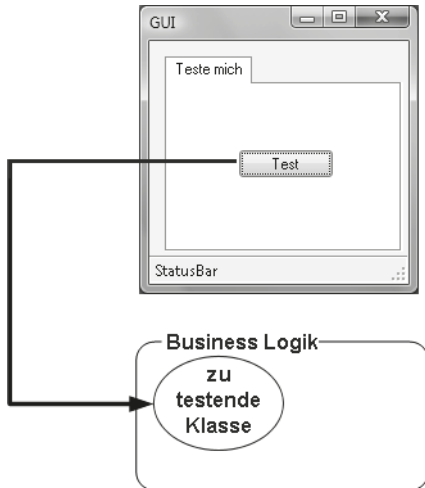 GUI
Teste mich
Test
StatusBar
Business Logik
zu
testende
Klasse